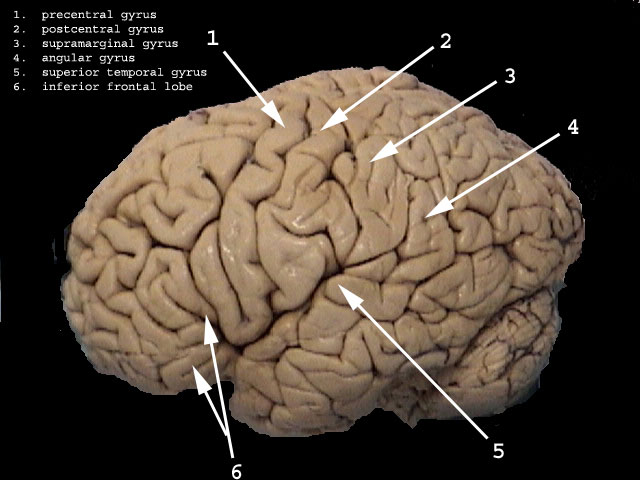 1. precentral gyrus
2. postcentral gyrus
3. supramarginal gyrus
4. angular gyrus
5. superior temporal gyrus
6. inferior frontal lobe
1
2
3
4
5
6